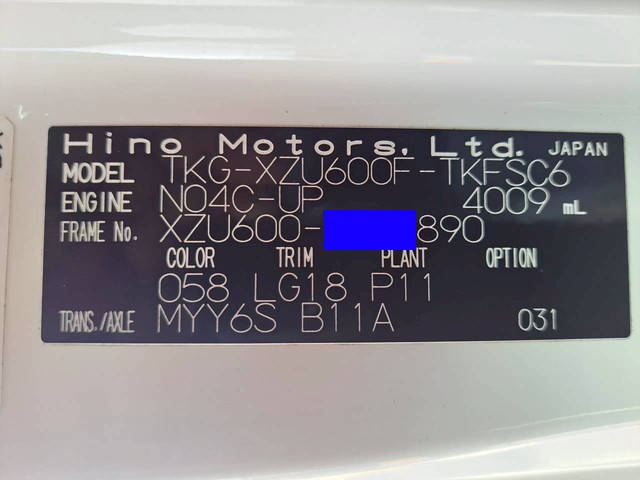 Hino Motors, Ltd. JAPAN
MODEL TKG-XZU600F-TKFSC6
ENGINE N04C-UP 4009 mL
FRAME No. XZU600- 890
COLOR TRIM PLANT OPTION
058 LG18 P11
TRANS./AXLE MYY6S B11A 031